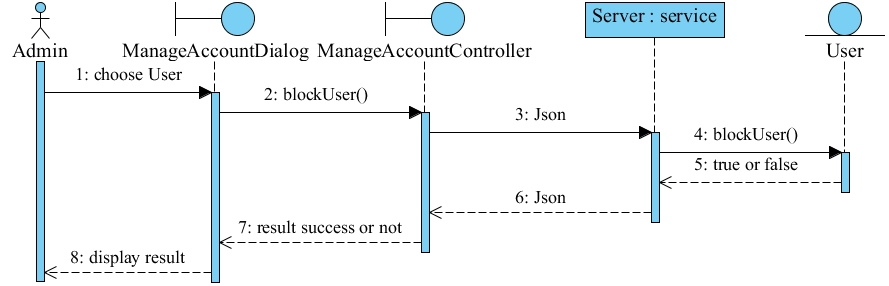 Server : service
Admin
ManageAccountDialog
ManageAccountController
User
1: choose User
2: blockUser()
3: Json
4: blockUser()
5: true or false
6: Json
7: result success or not
8: display result